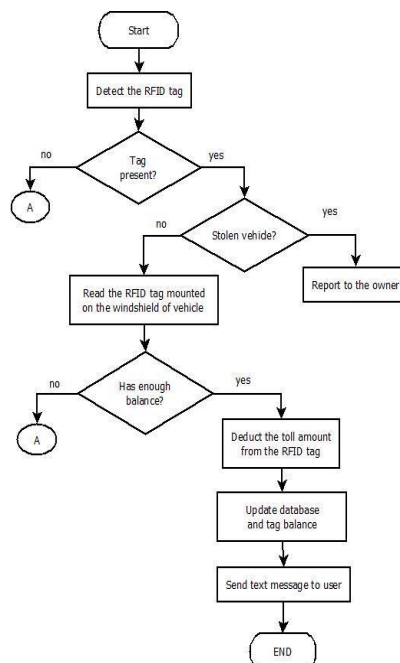 Start
Detect the RFID tag
no
Tag
present?
yes
A
no
Stolen vehicle?
yes
Read the RFID tag mounted
on the windshield of vehicle
Report to the owner
no
Has enough
balance?
yes
A
Deduct the toll amount
from the RFID tag
Update database
and tag balance
Send text message to user
END